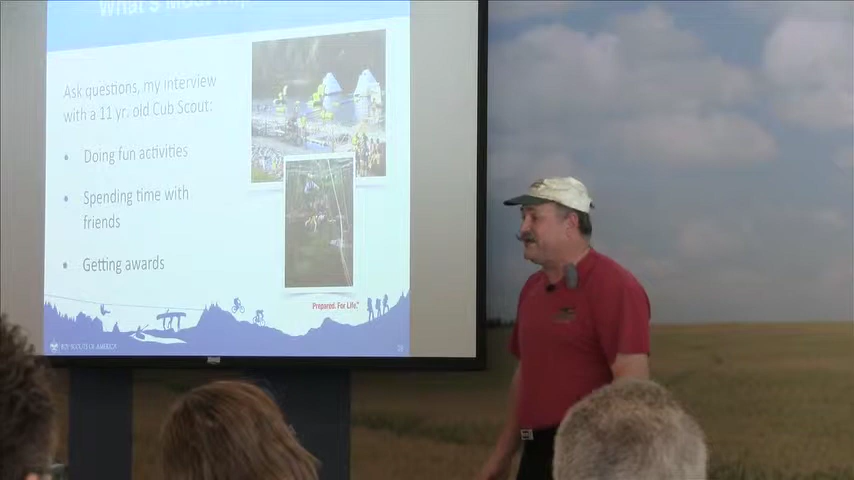 What's Most
Ask questions, my interview
with a 11 yr. old Cub Scout:
• Doing fun activities
• Spending time with
friends
• Getting awards
Prepared. For Life.™
BOY SCOUTS OF AMERICA